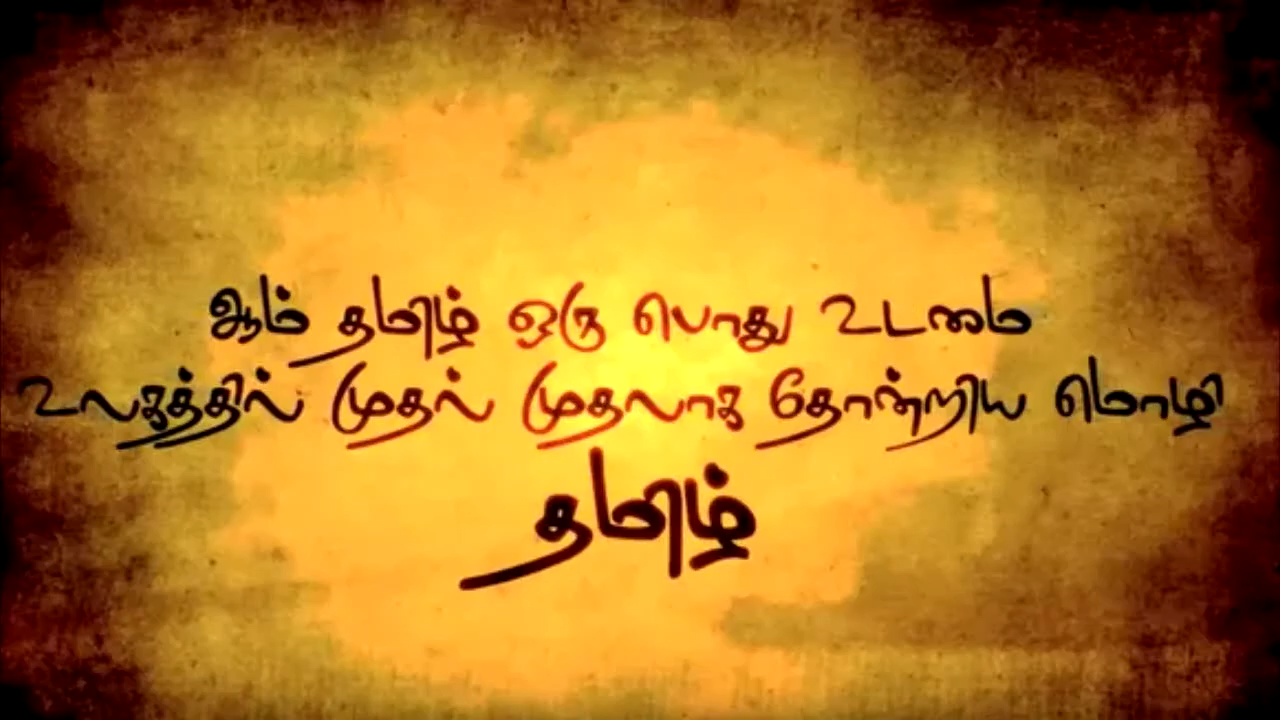 ஆம் தமிழ் ஒரு பொது உடமை
உலகத்தில் முதல் முதலாக தோன்றிய மொழி
தமிழ்